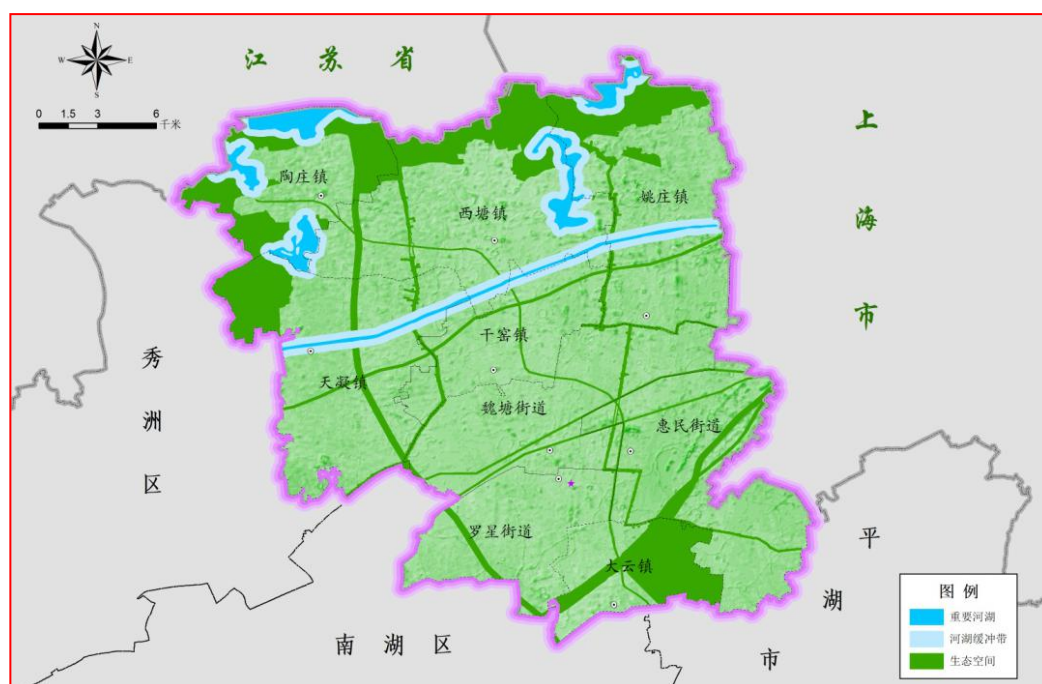 N
W E
S
0 1.5 3 6
千米
江苏省
上海市
陶庄镇
西塘镇
姚庄镇
干窑镇
天凝镇
魏塘街道
惠民街道
罗星街道
大云镇
秀洲区
南湖区
平湖市
图例
重要河湖
河湖缓冲带
生态空间